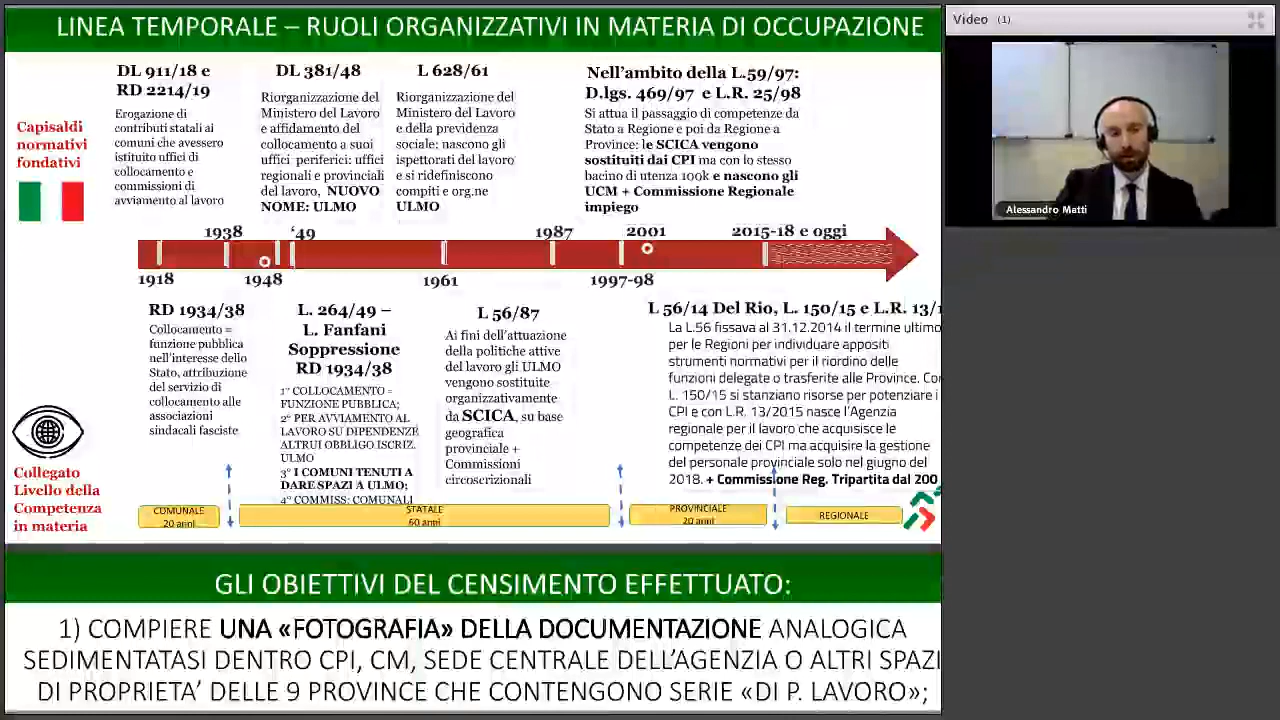 LINEA TEMPORALE – RUOLI ORGANIZZATIVI IN MATERIA DI OCCUPAZIONE
Capisaldi
normativi
fondativi
DL 911/18 e
RD 2214/19
Erogazione di
contributi statali ai
comuni che avessero
istituito uffici di
collocamento e
commissioni di
avviamento al lavoro
DL 381/48
Riorganizzazione del
Ministero del Lavoro
e affidamento del
collocamento a suoi
uffici periferici: uffici
regionali e provinciali
del lavoro, NUOVO
NOME: ULMO
L 628/61
Riorganizzazione del
Ministero del Lavoro
e della previdenza
sociale: nascono gli
ispettorati del lavoro
e si ridefiniscono
compiti e org.ne
ULMO
Nell'ambito della L.59/97:
D.lgs. 469/97 e L.R. 25/98
Si attua il passaggio di competenze da
Stato a Regione e poi da Regione a
Province: le SCICA vengono
sostituiti dai CPI ma con lo stesso
bacino di utenza 100k e nascono gli
UCM + Commissione Regionale
impiego
1938
'49
1987
2001
2015-18 e oggi
1918
1948
1961
1997-98
RD 1934/38
Collocamento =
funzione pubblica
nell'interesse dello
Stato, attribuzione
del servizio di
collocamento alle
associazioni
sindacali fasciste
L. 264/49 –
L. Fanfani
Soppressione
RD 1934/38
1° COLLOCAMENTO =
FUNZIONE PUBBLICA;
2° PER AVVIAMENTO AL
LAVORO SU DIPENDENZE
ALTRUI OBBLIGO ISCRIZ.
ULMO
3° I COMUNI TENUTI A
DARE SPAZI A ULMO;
4° COMMISS: COMUNALI
L 56/87
Ai fini dell'attuazione
della politiche attive
del lavoro gli ULMO
vengono sostituite
organizzativamente
da SCICA, su base
geografica
provinciale +
Commissioni
circoscrizionali
L 56/14 Del Rio, L. 150/15 e L.R. 13/1
La L.56 fissava al 31.12.2014 il termine ultimo
per le Regioni per individuare appositi
strumenti normativi per il riordino delle
funzioni delegate o trasferite alle Province. Con
L. 150/15 si stanziano risorse per potenziare i
CPI e con L.R. 13/2015 nasce l'Agenzia
regionale per il lavoro che acquisisce le
competenze dei CPI ma acquisire la gestione
del personale provinciale solo nel giugno del
2018. + Commissione Reg. Tripartita dal 200
Collegato
Livello della
Competenza
in materia
COMUNALE
20 anni
STATALE
60 anni
PROVINCIALE
20 anni
REGIONALE
GLI OBIETTIVI DEL CENSIMENTO EFFETTUATO:
1) COMPIERE UNA «FOTOGRAFIA» DELLA DOCUMENTAZIONE ANALOGICA
SEDIMENTATASI DENTRO CPI, CM, SEDE CENTRALE DELL'AGENZIA O ALTRI SPAZI
DI PROPRIETA' DELLE 9 PROVINCE CHE CONTENGONO SERIE «DI P. LAVORO»;
Video (1)
Alessandro Matti